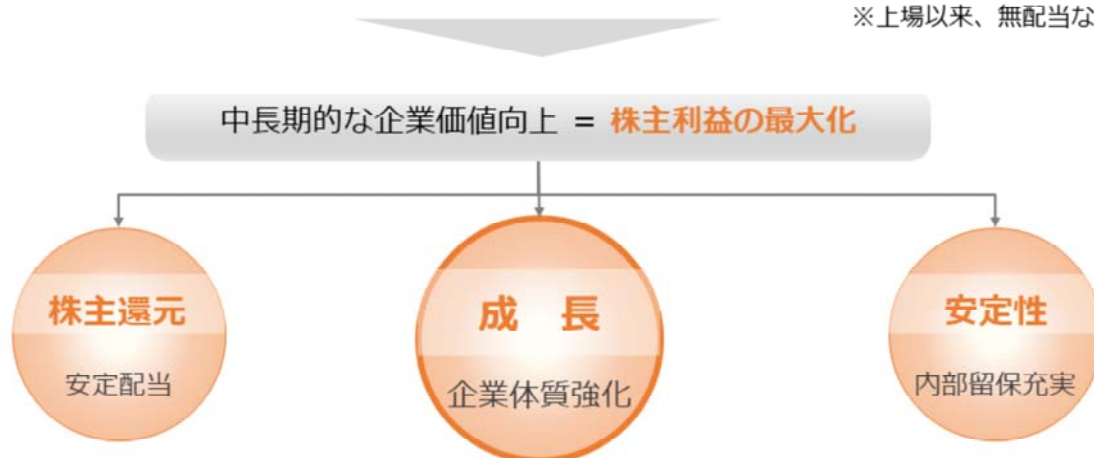 ※上場以来、無配当な
中長期的な企業価値向上 = 株主利益の最大化
株主還元
安定配当
成 長
企業体質強化
安定性
内部留保充実